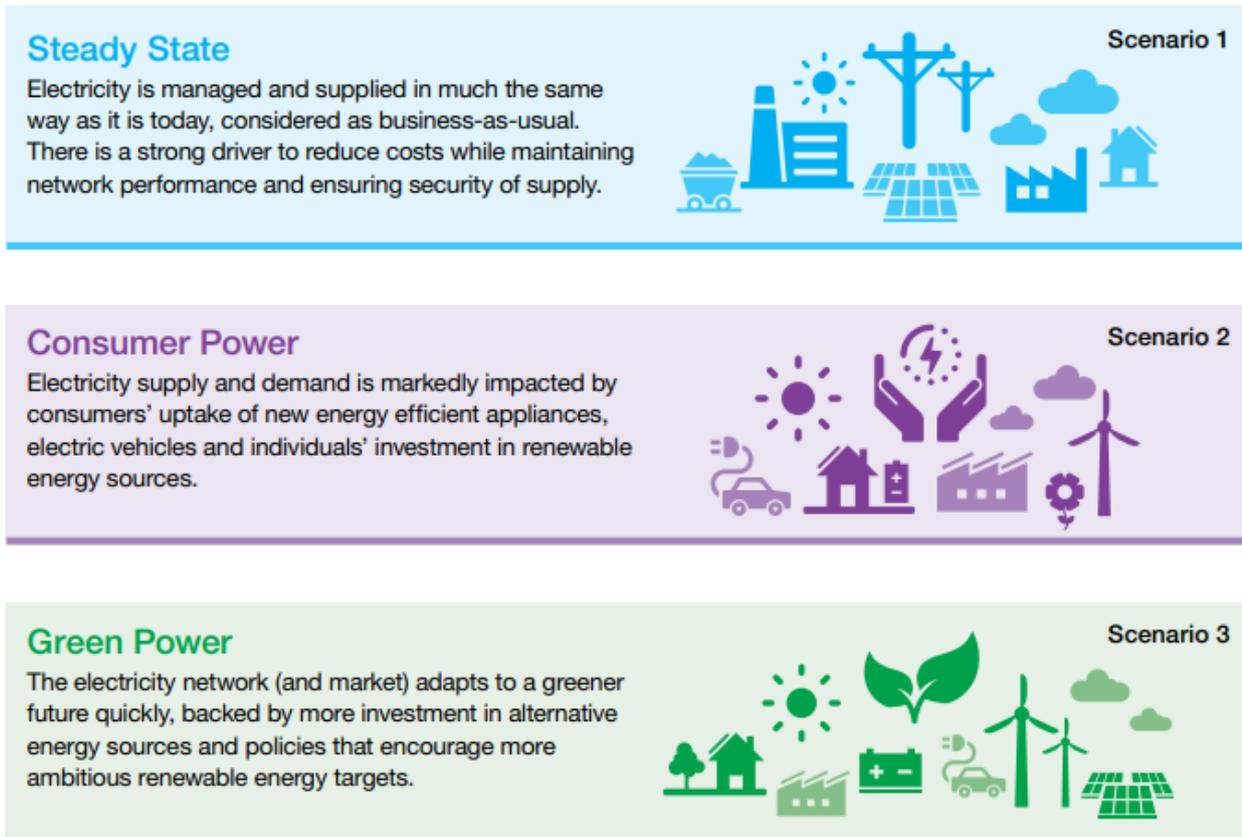 Steady State
Scenario 1
Electricity is managed and supplied in much the same
way as it is today, considered as business-as-usual.
There is a strong driver to reduce costs while maintaining
network performance and ensuring security of supply.
Consumer Power
Scenario 2
Electricity supply and demand is markedly impacted by
consumers’ uptake of new energy efficient appliances,
electric vehicles and individuals’ investment in renewable
energy sources.
Green Power
Scenario 3
The electricity network (and market) adapts to a greener
future quickly, backed by more investment in alternative
energy sources and policies that encourage more
ambitious renewable energy targets.